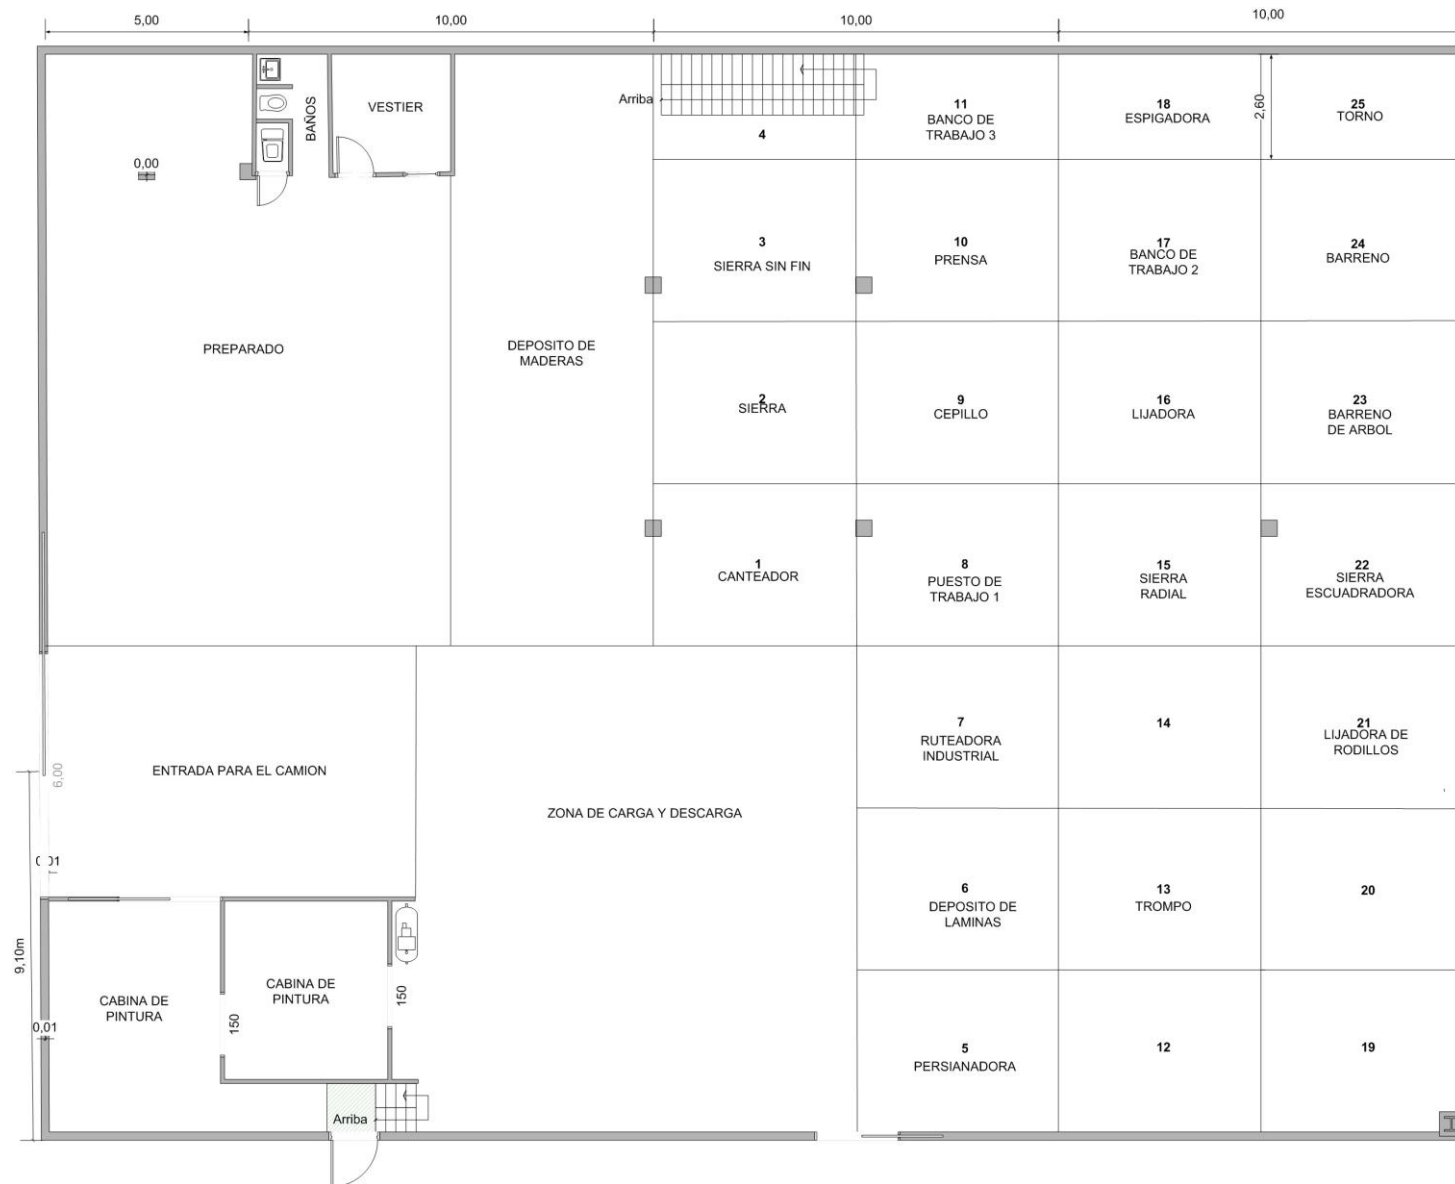 5,00
10,00
10,00
10,00
BAÑOS
VESTIER
Arriba
4
11
BANCO DE
TRABAJO 3
18
ESPIGADORA
2,60
25
TORNO
0,00
3
SIERRA SIN FIN
10
PRENSA
17
BANCO DE
TRABAJO 2
24
BARRENO
PREPARADO
DEPOSITO DE
MADERAS
2
SIERRA
9
CEPILLO
16
LIJADORA
23
BARRENO
DE ARBOL
1
CANTEADOR
8
PUESTO DE
TRABAJO 1
15
SIERRA
RADIAL
22
SIERRA
ESCUADRADORA
7
RUTEADORA
INDUSTRIAL
14
21
LIJADORA DE
RODILLOS
6,00
ENTRADA PARA EL CAMION
ZONA DE CARGA Y DESCARGA
0,01
9,10m
6
DEPOSITO DE
LAMINAS
13
TROMPO
20
CABINA DE
PINTURA
CABINA DE
PINTURA
150
150
0,01
5
PERSIANADORA
12
19
Arriba